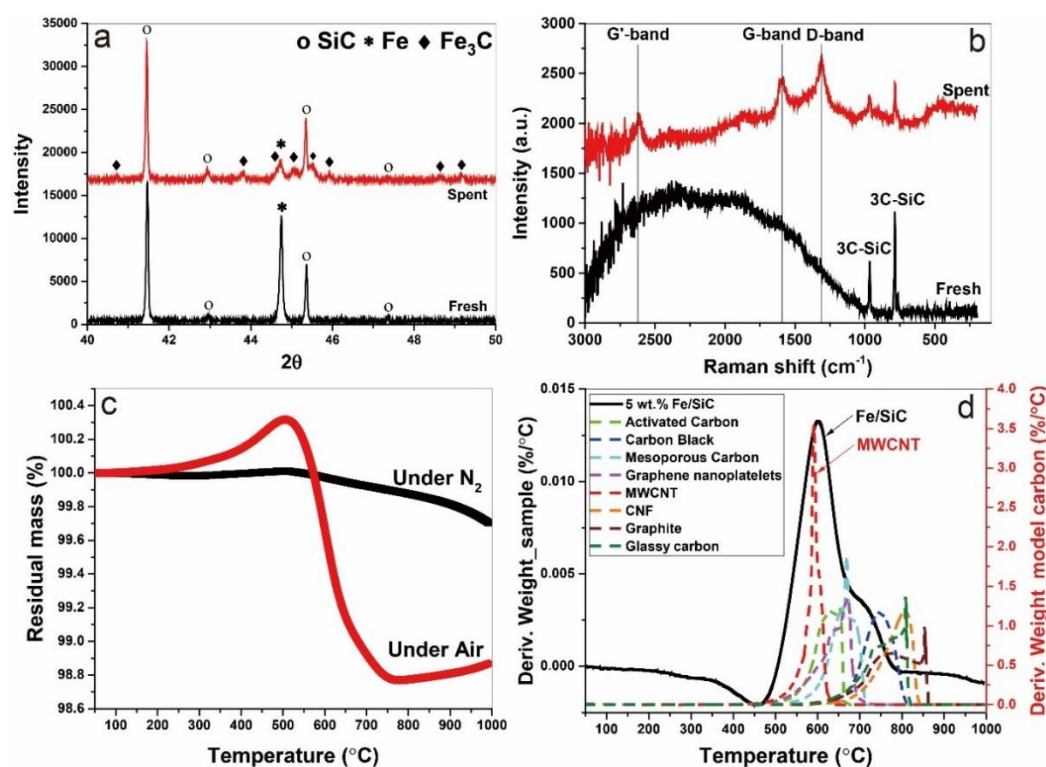 a
o SiC * Fe ♦ Fe₃C
Intensity
35000
30000
25000
20000
15000
10000
5000
0
Spent
Fresh
40 42 44 46 48 50
2θ
b
G'-band G-band D-band
Intensity (a.u.)
3000
2500
2000
1500
1000
500
0
Spent
3C-SiC
3C-SiC
Fresh
3000 2500 2000 1500 1000 500
Raman shift (cm⁻¹)
c
Residual mass (%)
100.4
100.2
100.0
99.8
99.6
99.4
99.2
99.0
98.8
98.6
Under N₂
Under Air
100 200 300 400 500 600 700 800 900 1000
Temperature (°C)
d
Deriv. Weight_sample (%/°C)
0.015
0.010
0.005
0.000
5 wt.% Fe/SiC
Activated Carbon
Carbon Black
Mesoporous Carbon
Graphene nanoplatelets
MWCNT
CNF
Graphite
Glassy carbon
Fe/SiC
MWCNT
4.0
3.5
3.0
2.5
2.0
1.5
1.0
0.5
0.0
Deriv. Weight model carbon (%/°C)
100 200 300 400 500 600 700 800 900 1000
Temperature (°C)